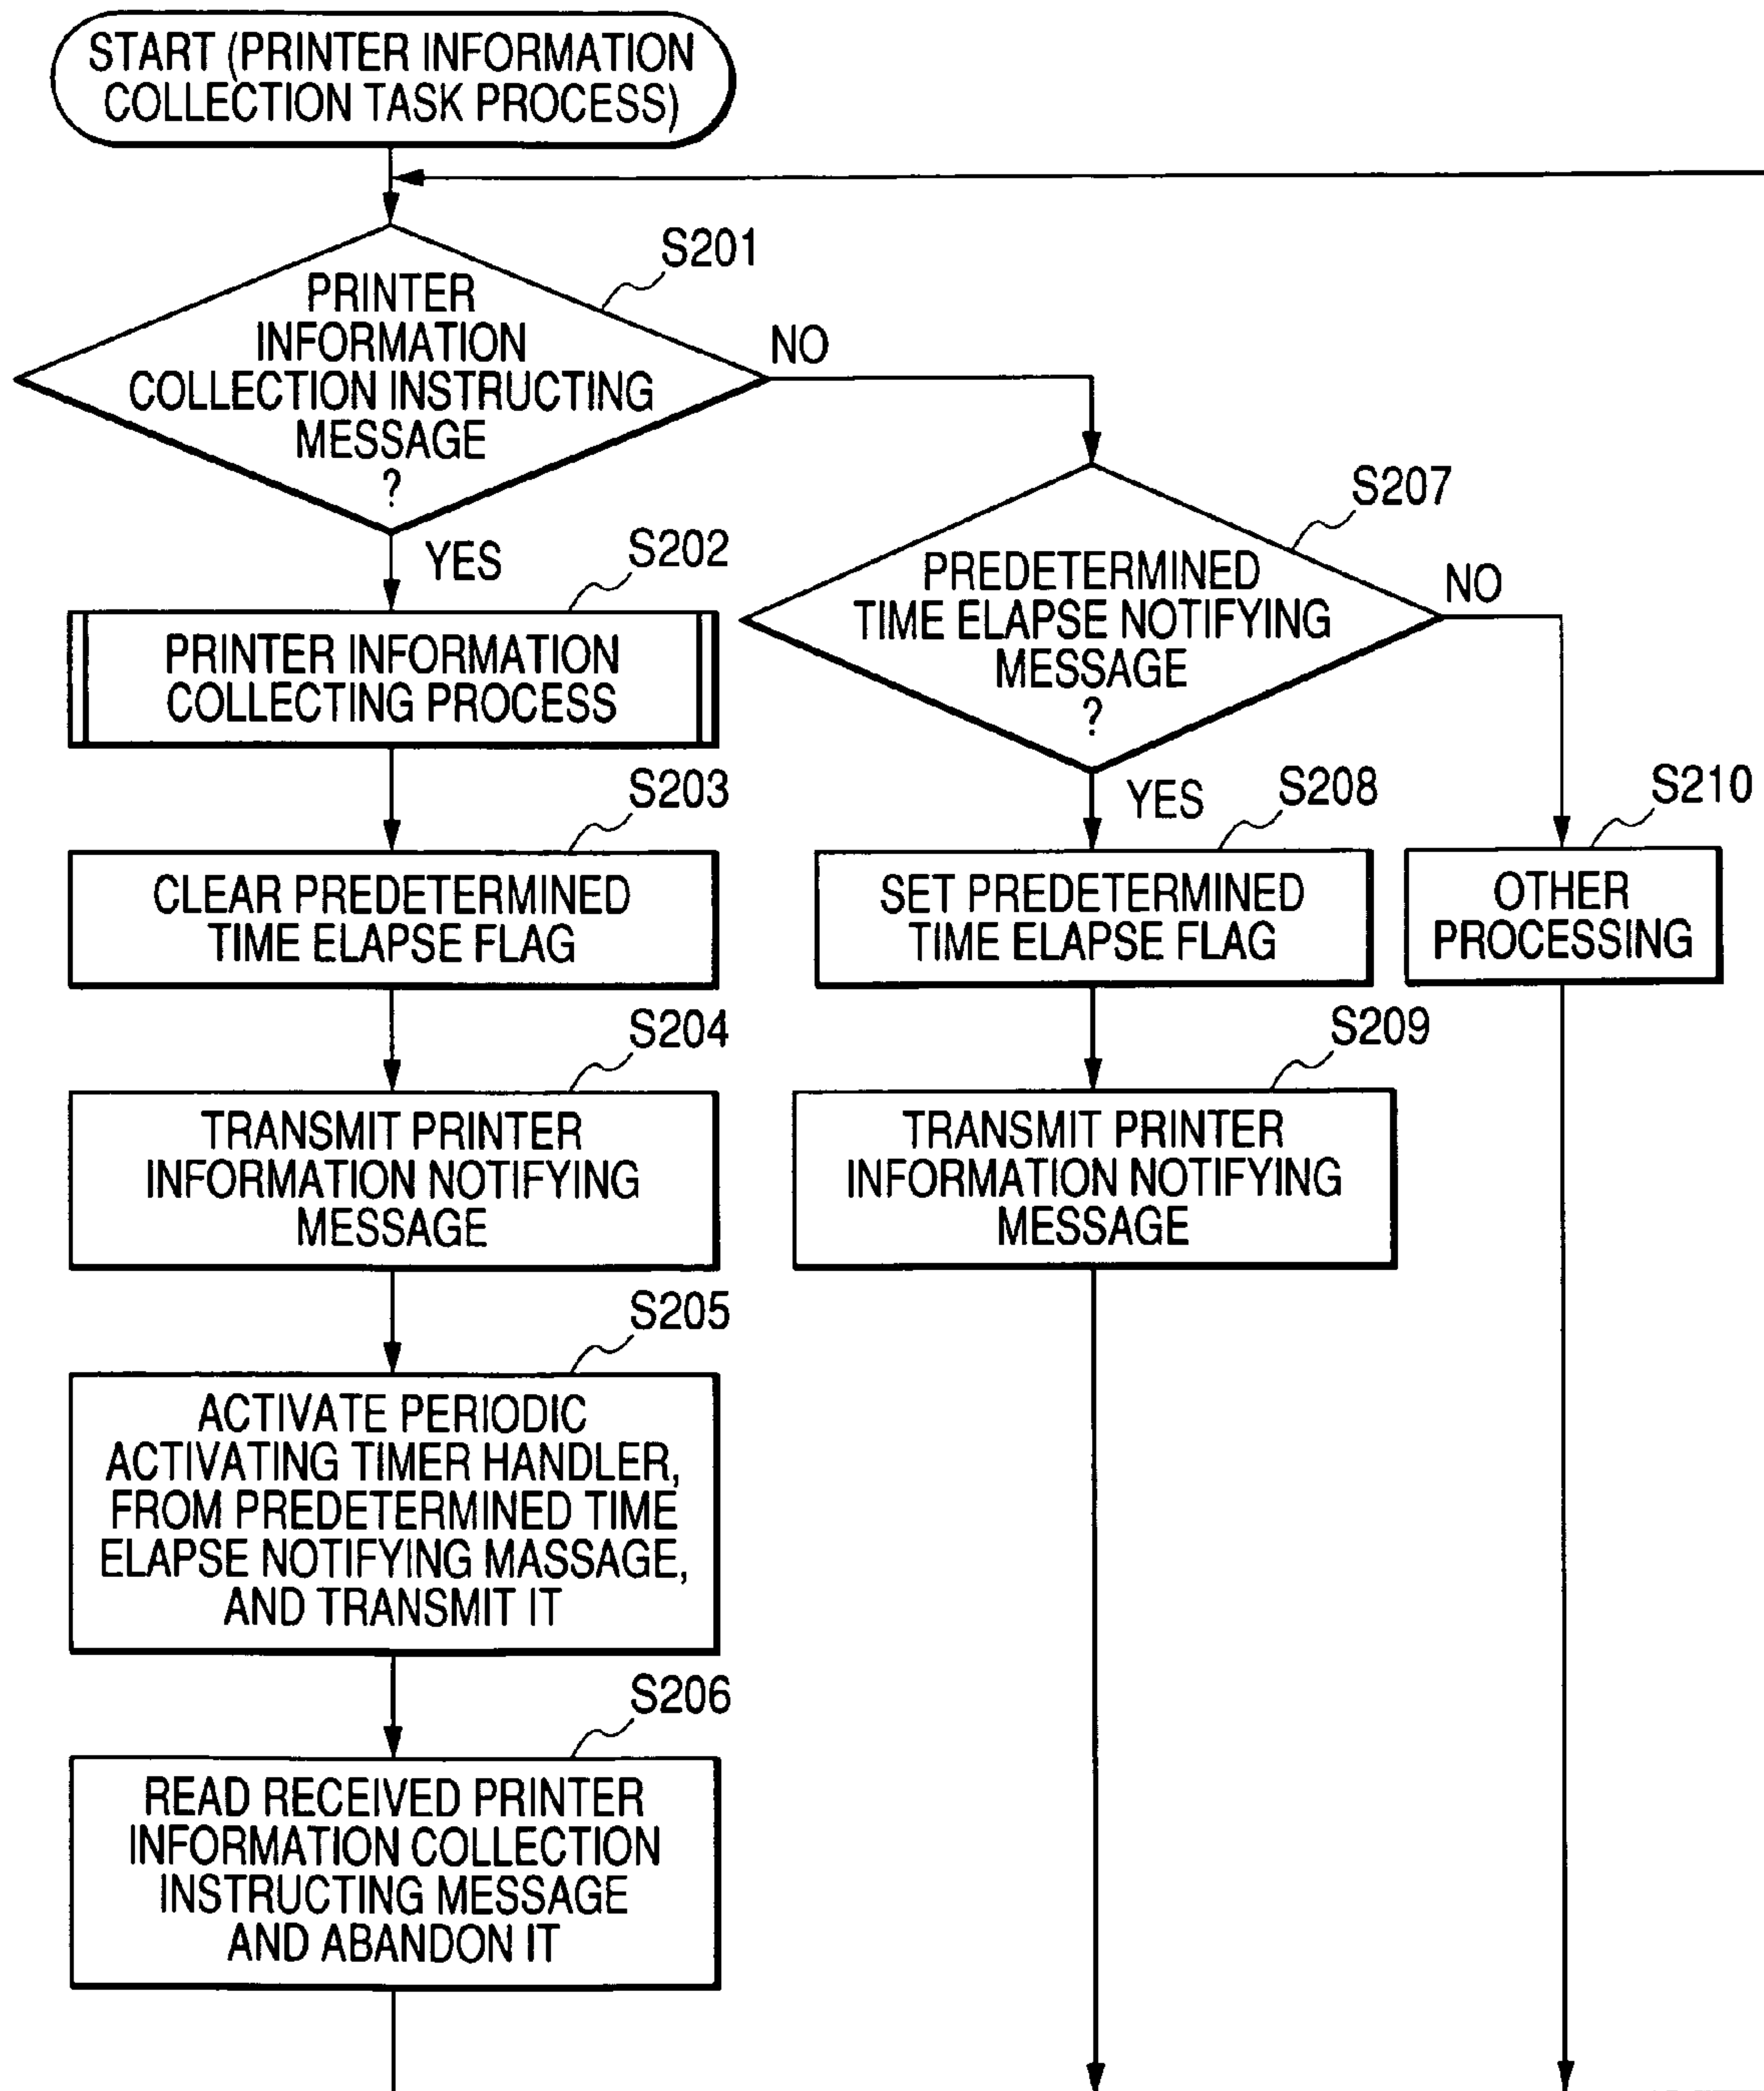 START (PRINTER INFORMATION
COLLECTION TASK PROCESS)
S201
PRINTER
INFORMATION
COLLECTION INSTRUCTING
MESSAGE
?
NO
YES
S202
PRINTER INFORMATION
COLLECTING PROCESS
S203
CLEAR PREDETERMINED
TIME ELAPSE FLAG
S204
TRANSMIT PRINTER
INFORMATION NOTIFYING
MESSAGE
S205
ACTIVATE PERIODIC
ACTIVATING TIMER HANDLER,
FROM PREDETERMINED TIME
ELAPSE NOTIFYING MASSAGE,
AND TRANSMIT IT
S206
READ RECEIVED PRINTER
INFORMATION COLLECTION
INSTRUCTING MESSAGE
AND ABANDON IT
S207
PREDETERMINED
TIME ELAPSE NOTIFYING
MESSAGE
?
NO
YES
S208
SET PREDETERMINED
TIME ELAPSE FLAG
S209
TRANSMIT PRINTER
INFORMATION NOTIFYING
MESSAGE
S210
OTHER
PROCESSING